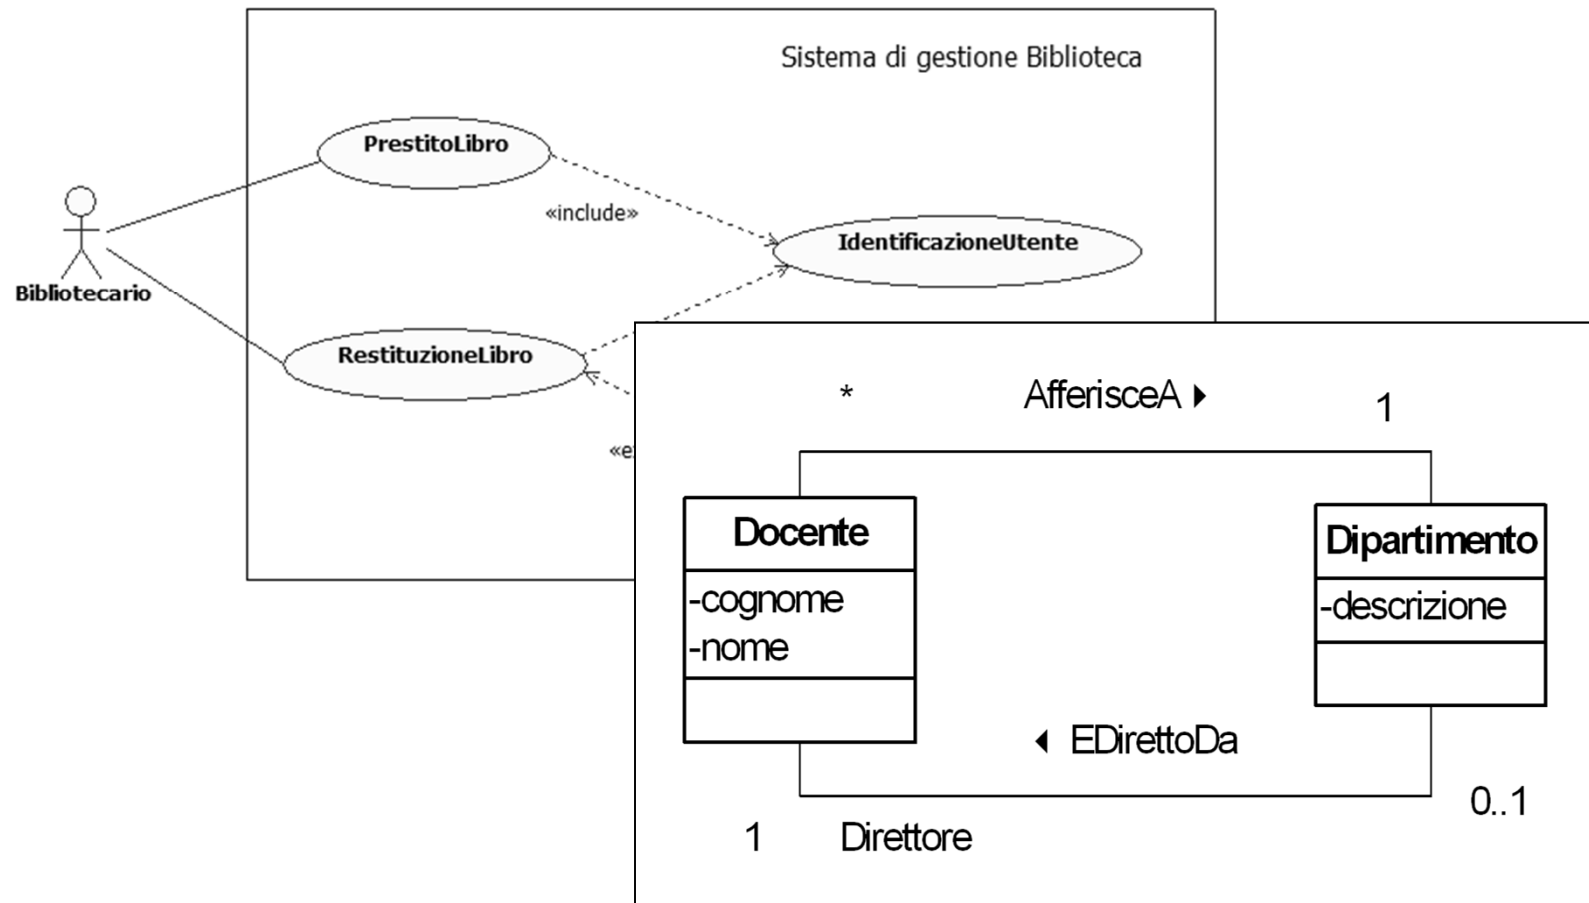 Sistema di gestione Biblioteca
PrestitoLibro
«include»
IdentificazioneUtente
Bibliotecario
RestituzioneLibro
* AfferisceA 1
«e
Docente
-cognome
-nome
Dipartimento
-descrizione
EDirettoDa
0..1
1 Direttore